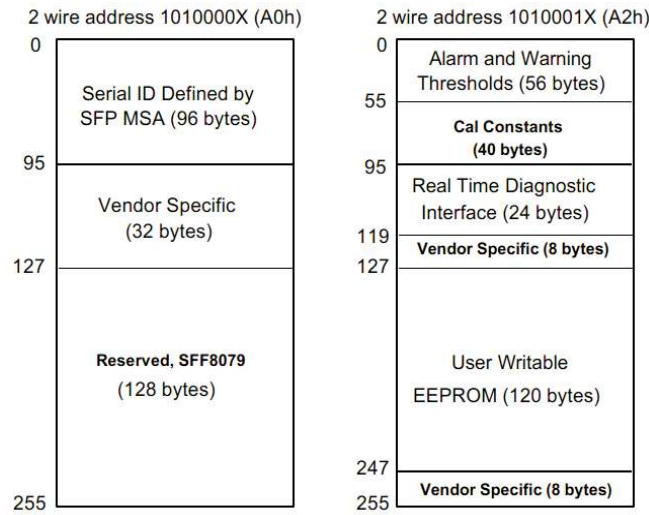 2 wire address 1010000X (A0h)
0
Serial ID Defined by
SFP MSA (96 bytes)
95
Vendor Specific
(32 bytes)
127
Reserved, SFF8079
(128 bytes)
255
2 wire address 1010001X (A2h)
0
Alarm and Warning
Thresholds (56 bytes)
55
Cal Constants
(40 bytes)
95
Real Time Diagnostic
Interface (24 bytes)
119
Vendor Specific (8 bytes)
127
User Writable
EEPROM (120 bytes)
247
Vendor Specific (8 bytes)
255